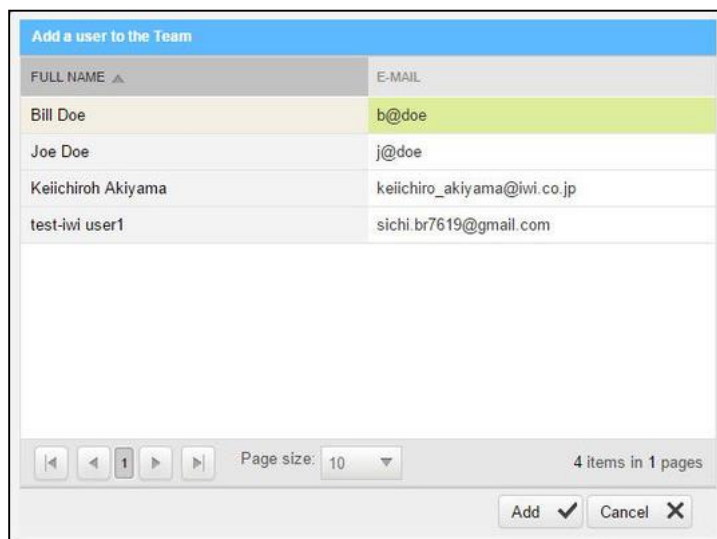 Add a user to the Team
FULL NAME E-MAIL
Bill Doe b@doe
Joe Doe j@doe
Keiichiroh Akiyama keiichiro_akiyama@iwi.co.jp
test-iwi user1 sichi.br7619@gmail.com
1 Page size: 10 4 items in 1 pages
Add Cancel